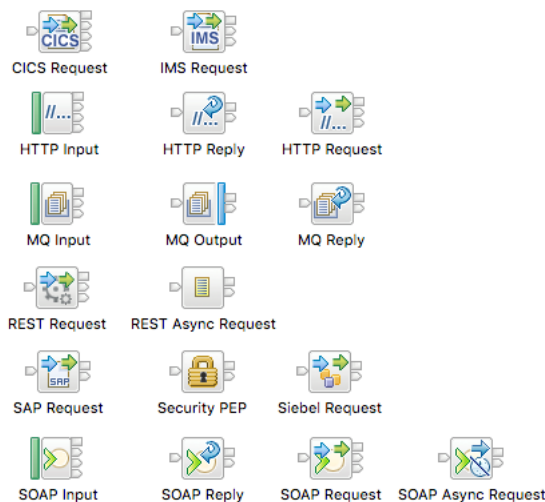 CICS
IMS
CICS Request
IMS Request
//...
//...
//...
HTTP Input
HTTP Reply
HTTP Request
MQ Input
MQ Output
MQ Reply
REST Request
REST Async Request
SAP
SAP Request
Security PEP
Siebel Request
SOAP Input
SOAP Reply
SOAP Request
SOAP Async Request